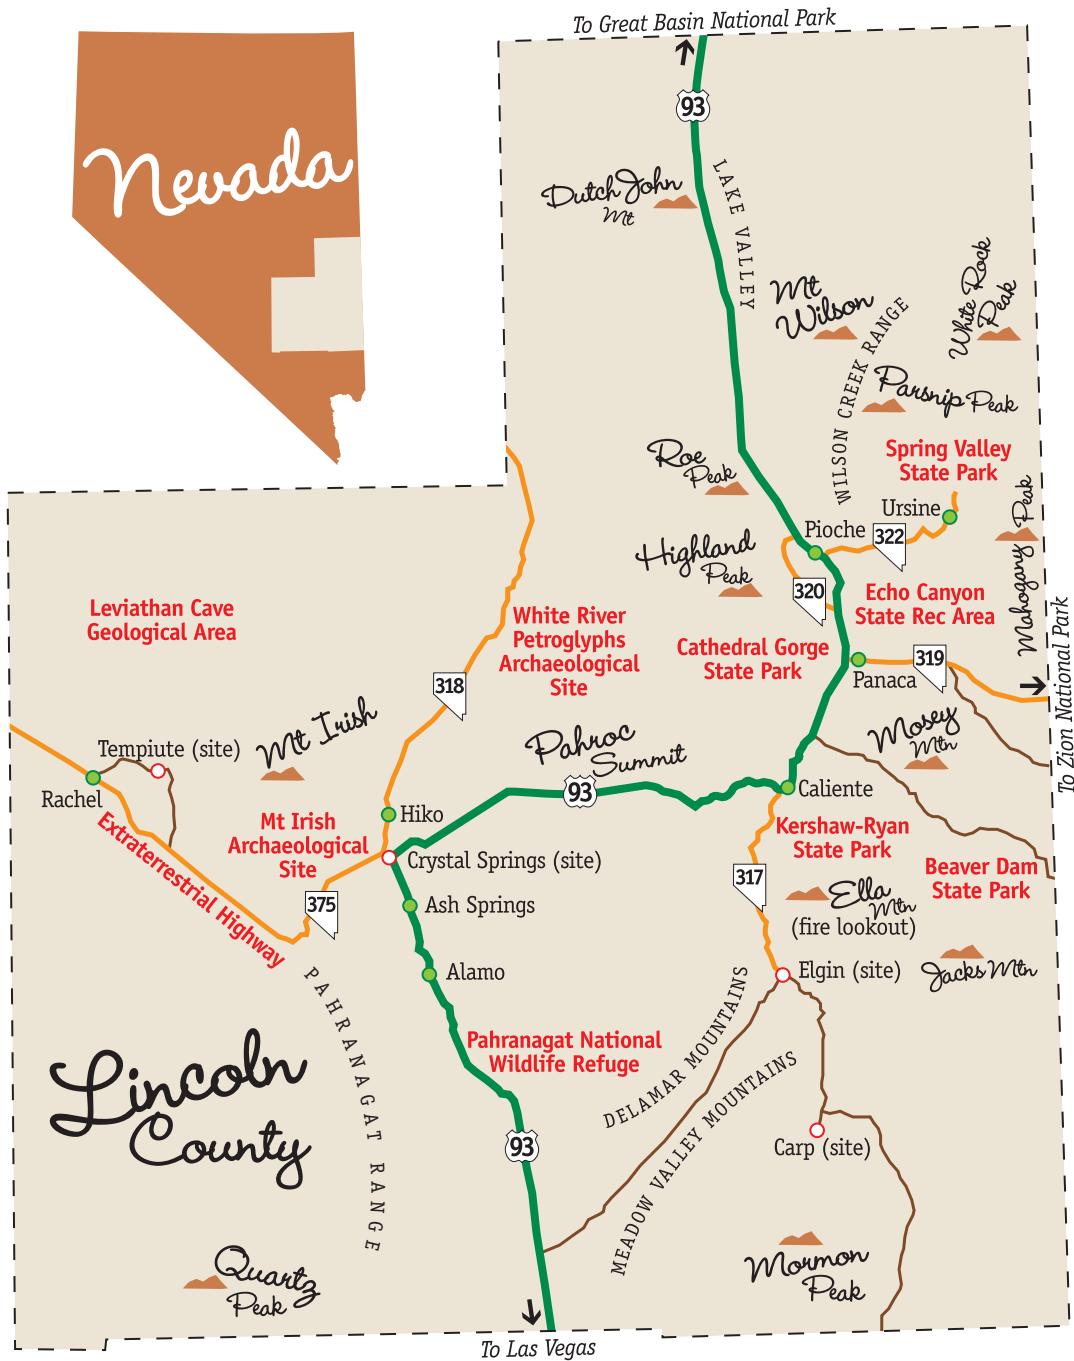 To Great Basin National Park
Nevada
93
Dutch John
Mt
LAKE VALLEY
Mt
Wilson
WILSON CREEK RANGE
White Rock
Peak
Parsnip Peak
Spring Valley
State Park
Roe
Peak
Ursine
Pioche
322
Mahogany Peak
Highland
Peak
320
Echo Canyon
State Rec Area
Leviathan Cave
Geological Area
White River
Petroglyphs
Archaeological
Site
Cathedral Gorge
State Park
319
Panaca
To Zion National Park
318
Mt Irish
Pahroc
Summit
Mosey
Mtn
Tempiute (site)
Rachel
93
Caliente
Hiko
Extraterrestrial Highway
Mt Irish
Archaeological
Site
Kershaw-Ryan
State Park
Crystal Springs (site)
Beaver Dam
State Park
317
375
Ash Springs
Ella
Mtn
(fire lookout)
Alamo
Elgin (site)
Jacks Mtn
PAHRANAGAT RANGE
Pahranagat National
Wildlife Refuge
DELAMAR MOUNTAINS
MEADOW VALLEY MOUNTAINS
Lincoln
County
93
Carp (site)
Quartz
Peak
Mormon
Peak
To Las Vegas